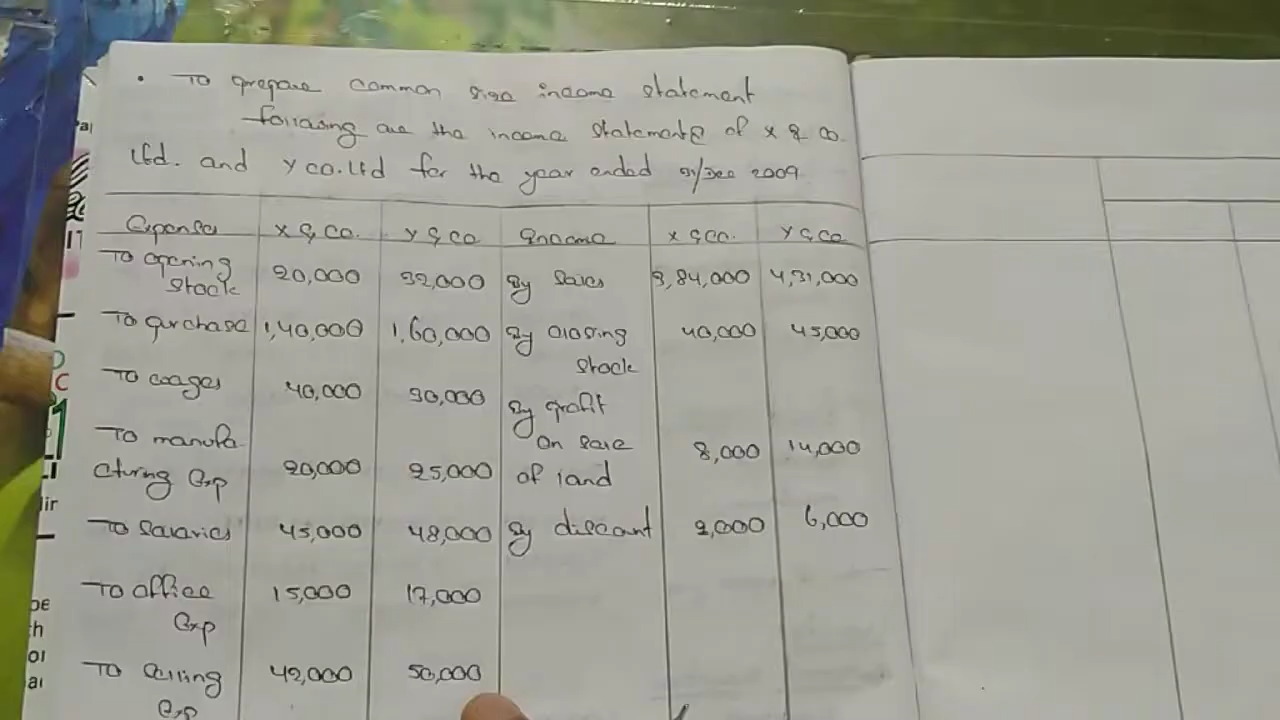 • To prepare common size income statement
following are the income statements of X & Co.
Ltd. and Y Co. Ltd for the year ended 31/Dec 2009
Expenses X & Co. Y & Co. Income X & Co. Y & Co.
To opening stock 20,000 32,000 By sales 3,84,000 4,31,000
To purchase 1,40,000 1,60,000 By closing stock 40,000 45,000
To wages 40,000 30,000 By profit on sale of land 8,000 14,000
To manufa
cturing Exp 20,000 25,000
To salaries 45,000 48,000 By discount 2,000 6,000
To office Exp 15,000 17,000
To selling Exp 42,000 50,000